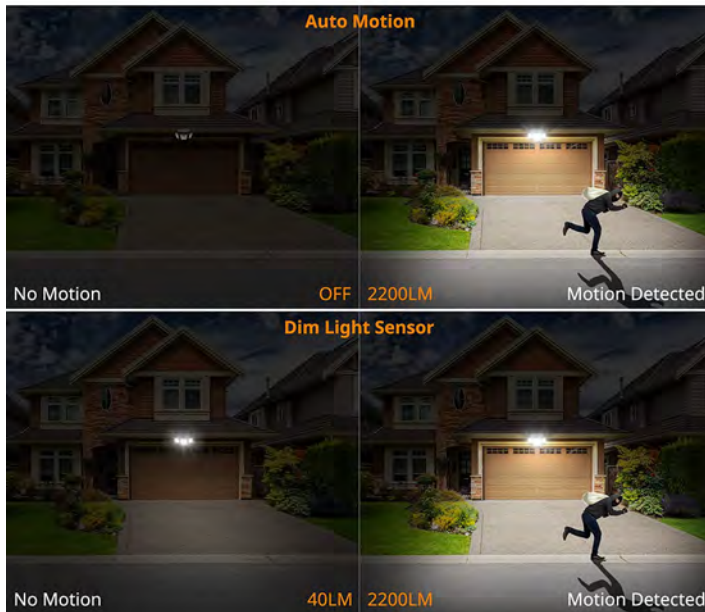 Auto Motion
No Motion OFF 2200LM Motion Detected
Dim Light Sensor
No Motion 40LM 2200LM Motion Detected